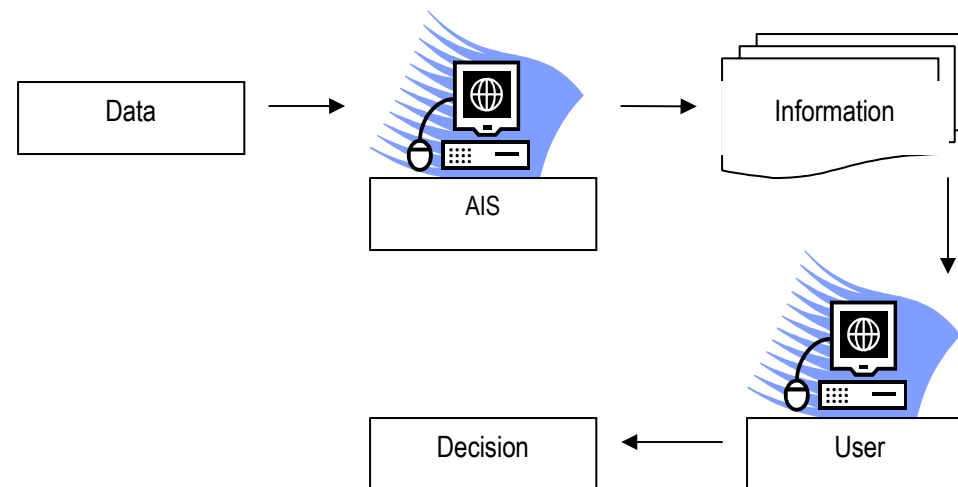 Data
AIS
Information
User
Decision